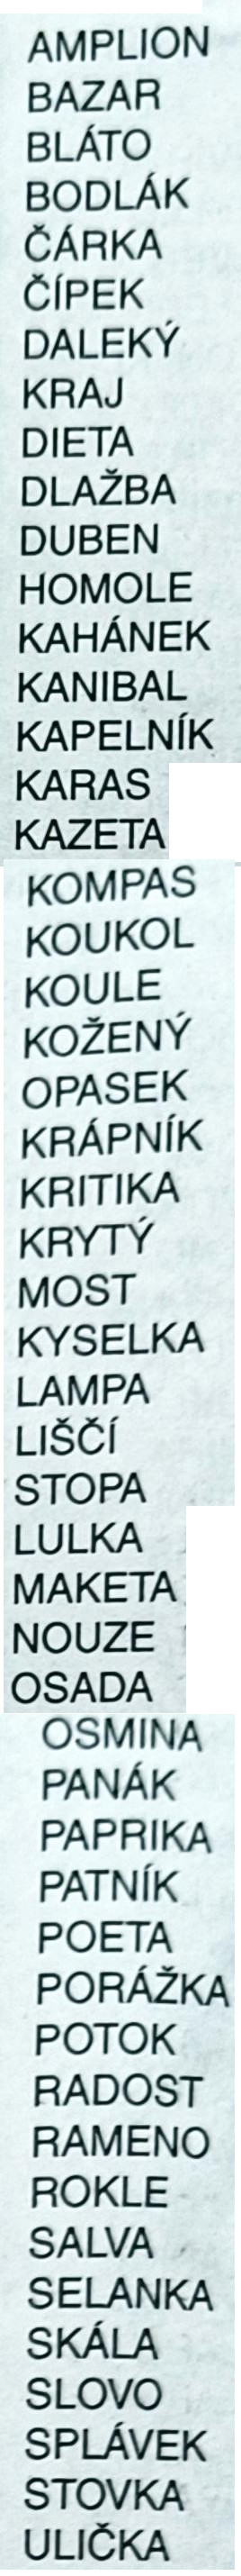 AMPLION
BAZAR
BLÁTO
BODLÁK
ČÁRKA
ČÍPEK
DALEKÝ
KRAJ
DIETA
DLAŽBA
DUBEN
HOMOLE
KAHÁNEK
KANIBAL
KAPELNÍK
KARAS
KAZETA
KOMPAS
KOUKOL
KOULE
KOŽENÝ
OPASEK
KRÁPNÍK
KRITIKA
KRYTÝ
MOST
KYSELKA
LAMPA
LIŠČÍ
STOPA
LULKA
MAKETA
NOUZE
OSADA
OSMINA
PANÁK
PAPRIKA
PATNÍK
POETA
PORÁŽKA
POTOK
RADOST
RAMENO
ROKLE
SALVA
SELANKA
SKÁLA
SLOVO
SPLÁVEK
STOVKA
ULIČKA